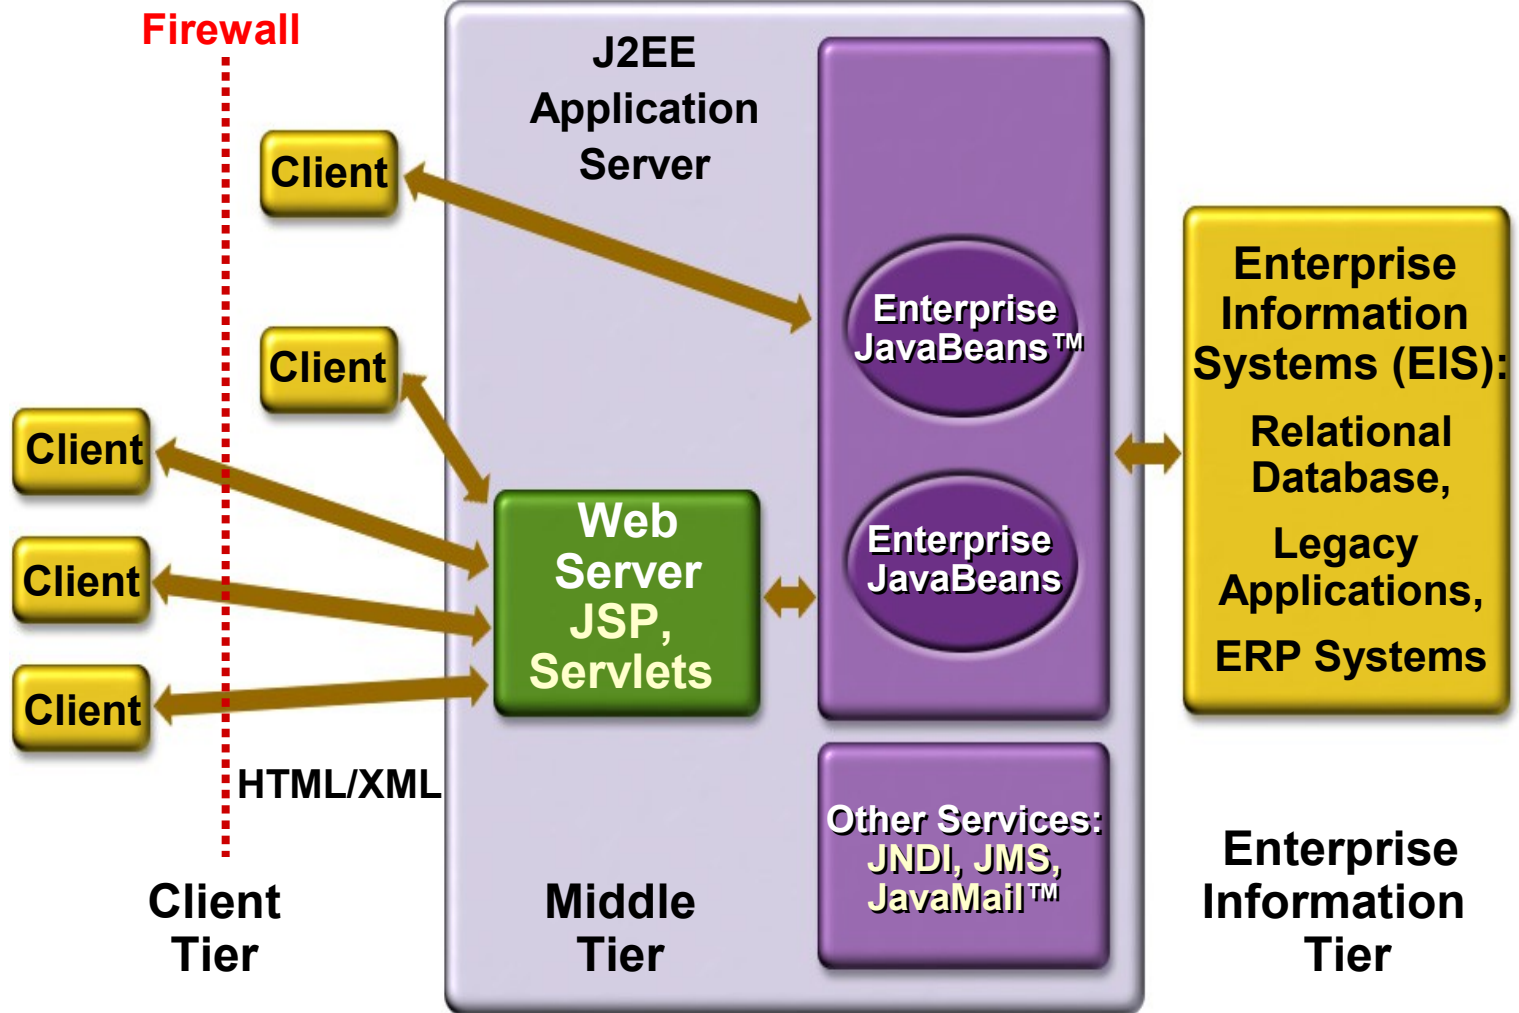 Firewall
J2EE
Application
Server
Client
Client
Client
Client
Client
HTML/XML
Web
Server
JSP,
Servlets
Enterprise
JavaBeans™
Enterprise
JavaBeans
Other Services:
JNDI, JMS,
JavaMail™
Enterprise
Information
Systems (EIS):
Relational
Database,
Legacy
Applications,
ERP Systems
Client
Tier
Middle
Tier
Enterprise
Information
Tier